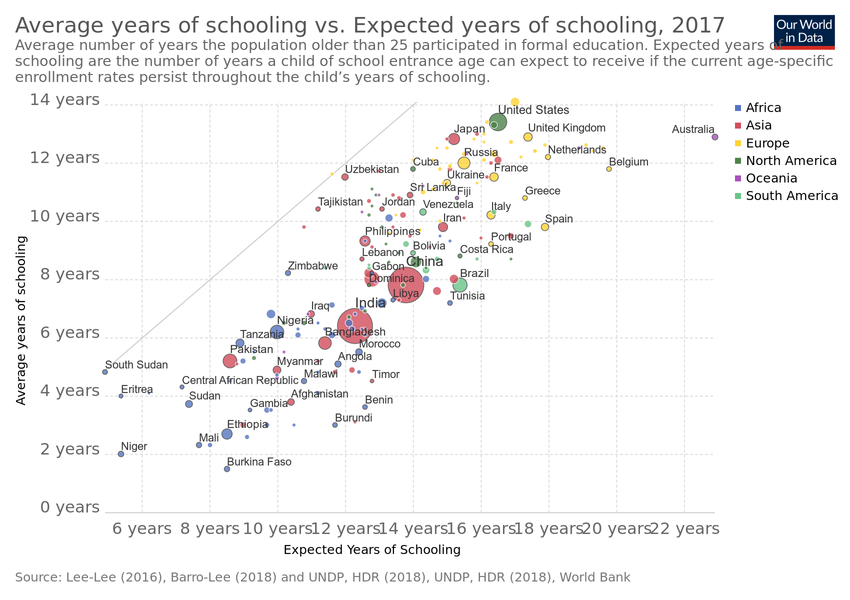 Average years of schooling vs. Expected years of schooling, 2017
Our World
in Data
Average number of years the population older than 25 participated in formal education. Expected years of
schooling are the number of years a child of school entrance age can expect to receive if the current age-specific
enrollment rates persist throughout the child's years of schooling.
14 years
12 years
10 years
8 years
6 years
4 years
2 years
0 years
Average years of schooling
United States
Japan
United Kingdom
Australia
Netherlands
Russia
Cuba
Uzbekistan
France
Belgium
Ukraine
Sri Lanka
Fiji
Greece
Tajikistan
Jordan
Venezuela
Italy
Iran
Spain
Philippines
Portugal
Bolivia
Costa Rica
Lebanon
China
Zimbabwe
Gabon
Brazil
Dominica
Libya
Tunisia
India
Iraq
Nigeria
Tanzania
Bangladesh
Morocco
Pakistan
Angola
South Sudan
Myanmar
Malawi
Timor
Central African Republic
Eritrea
Sudan
Afghanistan
Gambia
Benin
Ethiopia
Burundi
Mali
Niger
Burkina Faso
Africa
Asia
Europe
North America
Oceania
South America
6 years
8 years
10 years
12 years
14 years
16 years
18 years
20 years
22 years
Expected Years of Schooling
Source: Lee-Lee (2016), Barro-Lee (2018) and UNDP, HDR (2018), UNDP, HDR (2018), World Bank